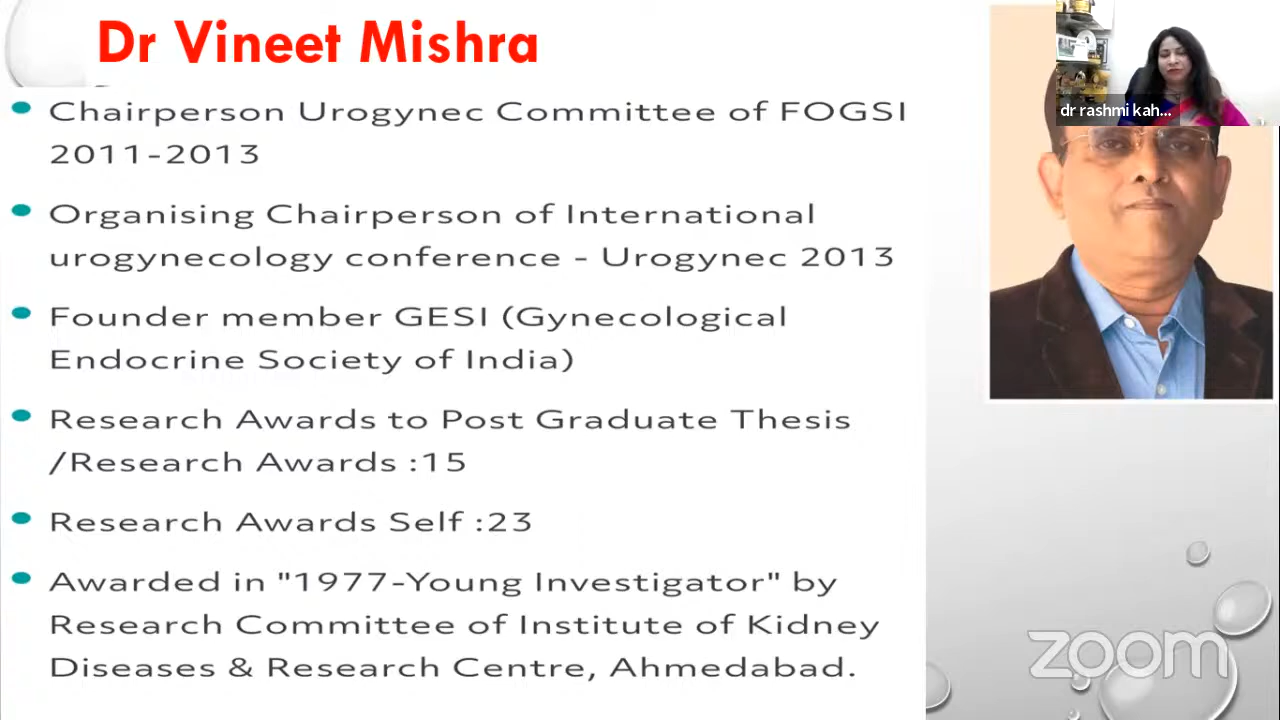 Dr Vineet Mishra
dr rashmi kah...
Chairperson Urogynec Committee of FOGSI
2011-2013
Organising Chairperson of International
urogynecology conference - Urogynec 2013
Founder member GESI (Gynecological
Endocrine Society of India)
Research Awards to Post Graduate Thesis
/Research Awards :15
Research Awards Self :23
Awarded in "1977-Young Investigator" by
Research Committee of Institute of Kidney
Diseases & Research Centre, Ahmedabad.
zoom